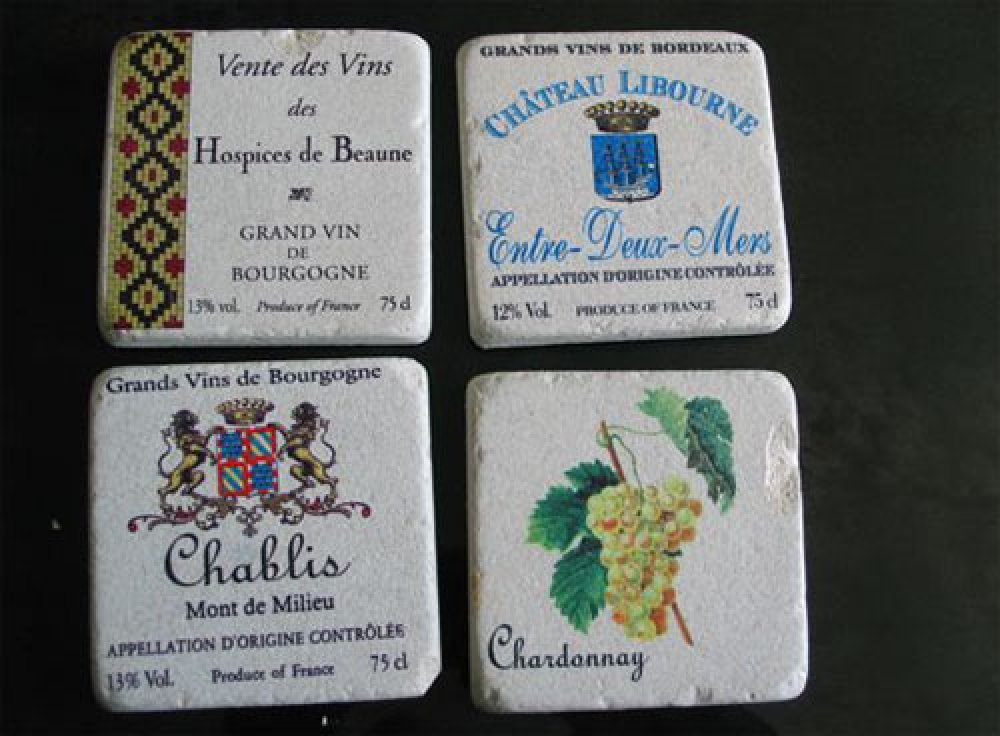 Vente des Vins
des
Hospices de Beaune
GRAND VIN
DE
BOURGOGNE
13% vol. Produce of France 75 cl
GRANDS VINS DE BORDEAUX
CHÂTEAU LIBOURNE
Entre-Deux-Mers
APPELLATION D'ORIGINE CONTRÔLÉE
12% Vol. PRODUCE OF FRANCE 75 cl
Grands Vins de Bourgogne
Chablis
Mont de Milieu
APPELLATION D'ORIGINE CONTRÔLÉE
13% Vol. Produce of France 75 cl
Chardonnay